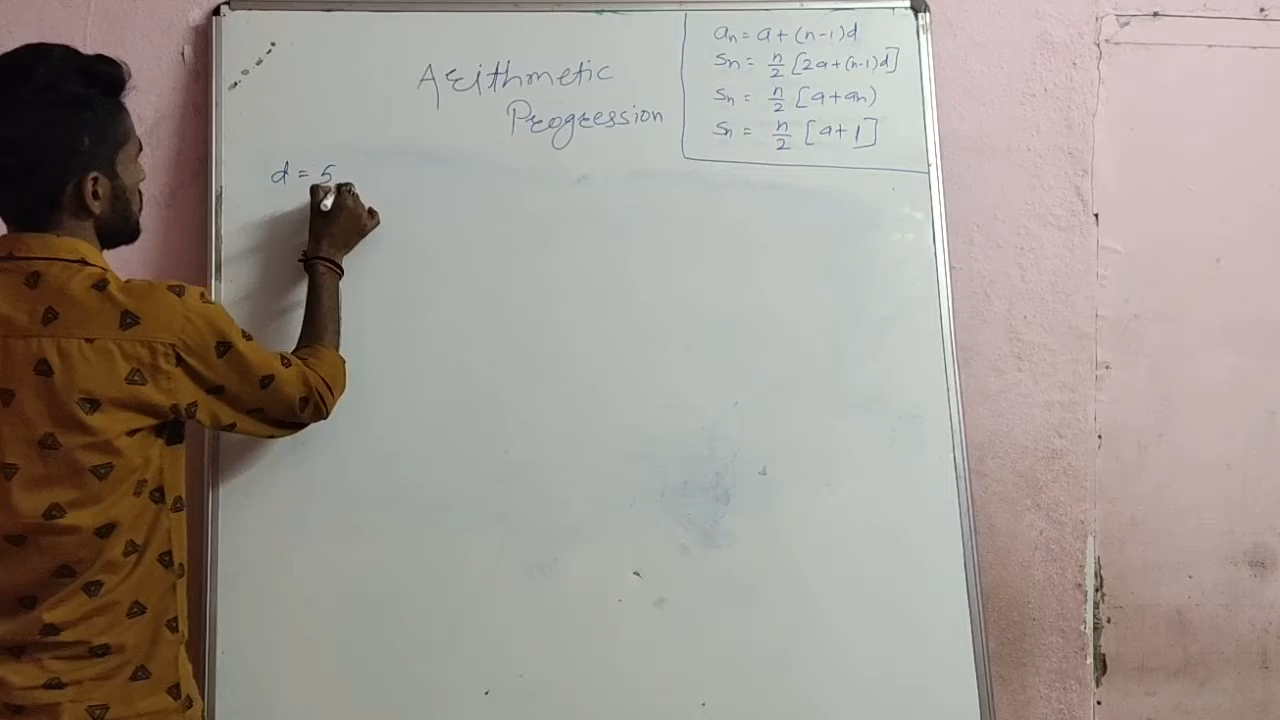 Arithmetic
Progression
an = a + (n-1)d
Sn = n/2 [2a+(n-1)d]
Sn = n/2 [a+an)
Sn = n/2 [a+l]
d = 5